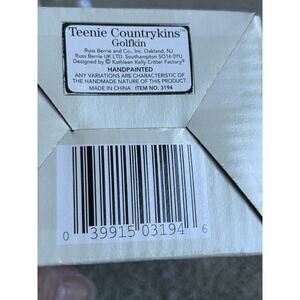 Teenie Countrykins™
Golfkin
Russ Berrie and Co., Inc. Oakland, NJ
Russ Berrie UK LTD. Southampton SO16 0YU
Designed by © Kathleen Kelly Critter Factory®
HANDPAINTED
ANY VARIATIONS ARE CHARACTERISTIC OF
THE HANDMADE NATURE OF THIS PRODUCT.
MADE IN CHINA ITEM NO. 3194
0 39915 03194 6